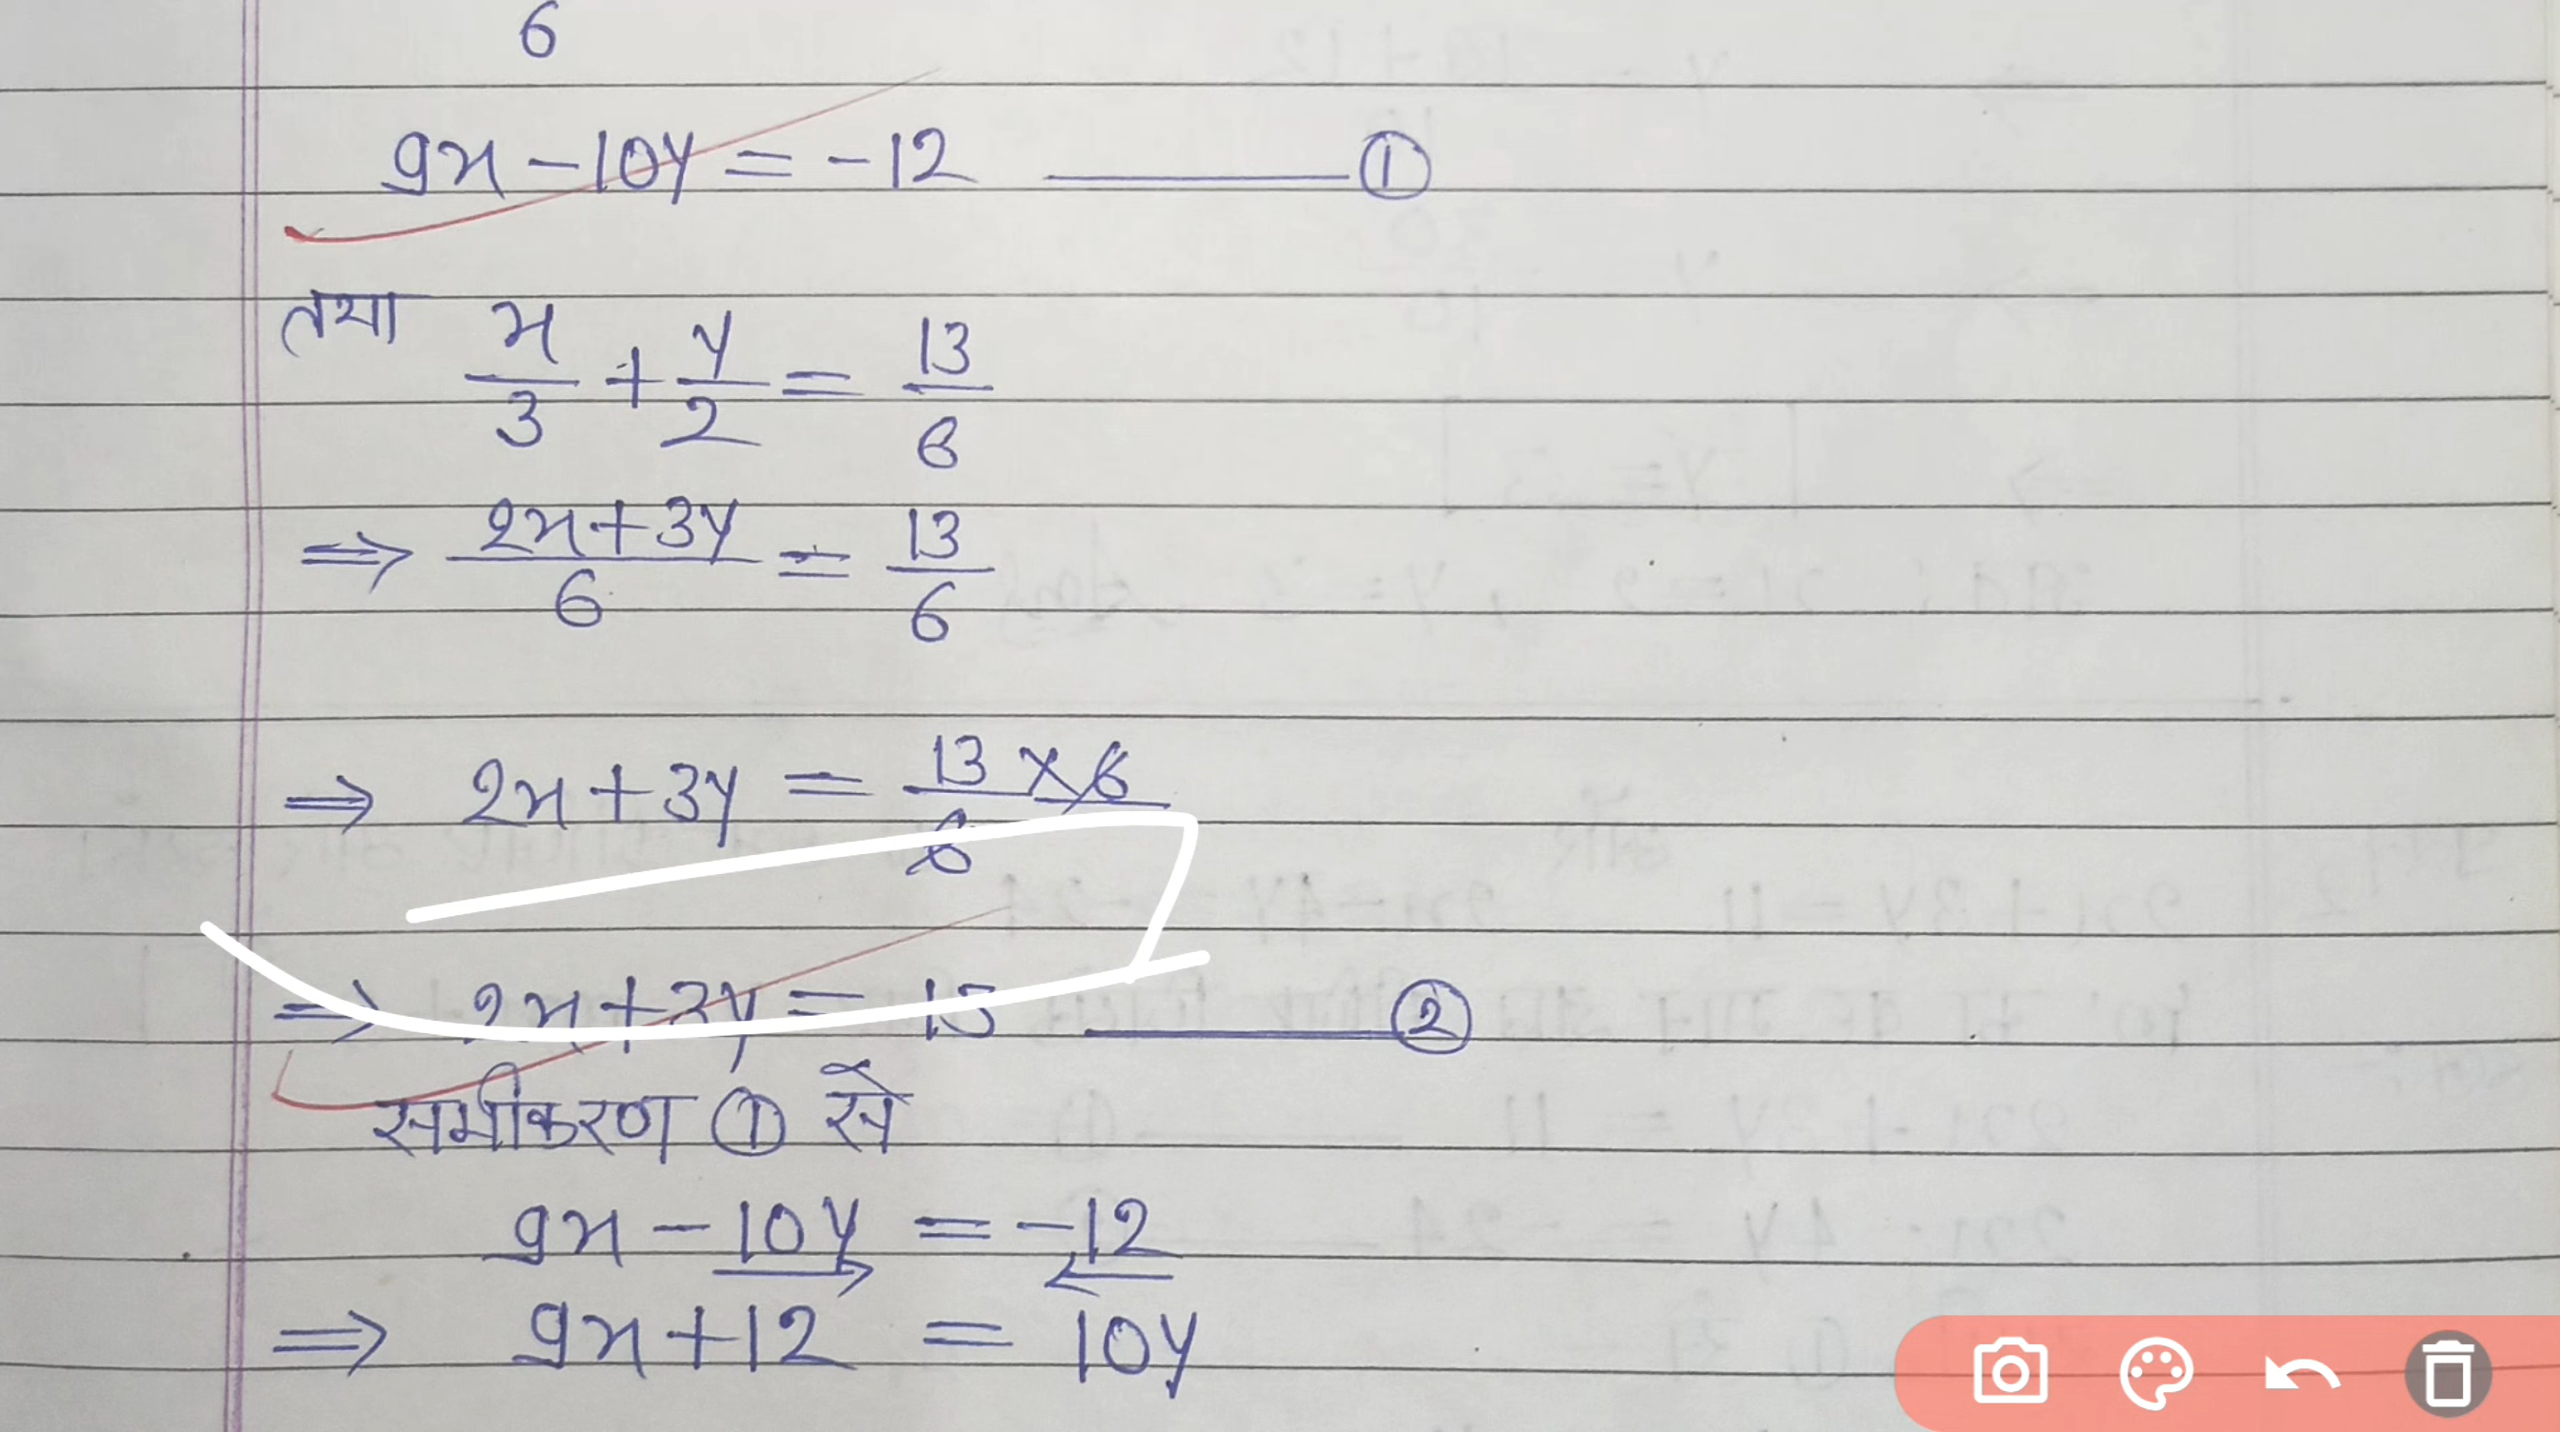 6
9x - 10y = -12 ——— ①
तथा x/3 + y/2 = 13/6
⇒ (2x + 3y)/6 = 13/6
⇒ 2x + 3y = (13 × 6)/6
⇒ 2x + 3y = 13 ——— ②
समीकरण ① से
9x - 10y = -12
⇒ 9x + 12 = 10y